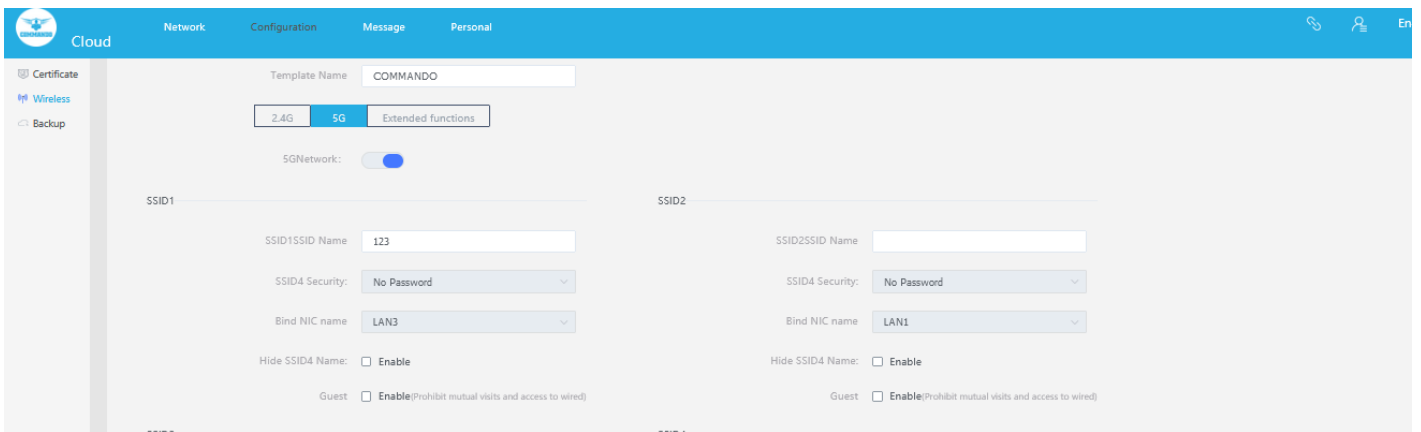 COMMANDO
Cloud
Network Configuration Message Personal
En
Certificate
Wireless
Backup
Template Name COMMANDO
2.4G 5G Extended functions
5GNetwork:
SSID1 SSID2
SSID1SSID Name 123 SSID2SSID Name
SSID4 Security: No Password SSID4 Security: No Password
Bind NIC name LAN3 Bind NIC name LAN1
Hide SSID4 Name: Enable Hide SSID4 Name: Enable
Guest Enable(Prohibit mutual visits and access to wired) Guest Enable(Prohibit mutual visits and access to wired)